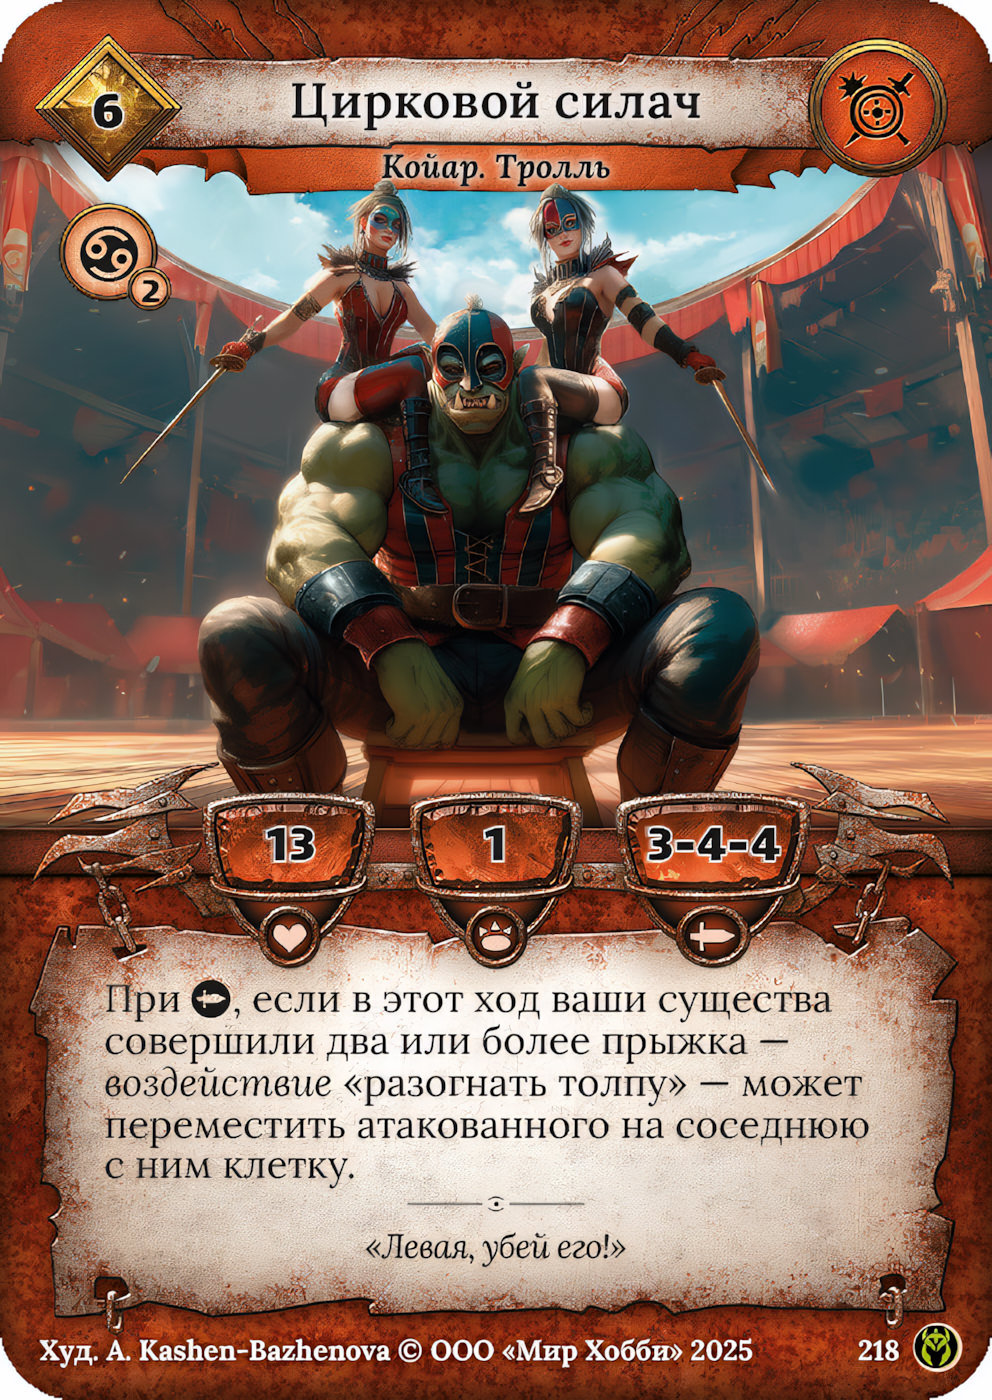 6
Цирковой силач
Койар. Тролль
2
13
1
3-4-4
При , если в этот ход ваши существа
совершили два или более прыжка —
воздействие «разогнать толпу» — может
переместить атакованного на соседнюю
с ним клетку.
«Левая, убей его!»
Худ. А. Kashen-Bazhenova © ООО «Мир Хобби» 2025
218